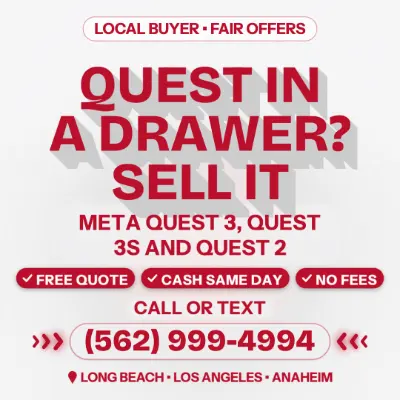 LOCAL BUYER • FAIR OFFERS
QUEST IN
A DRAWER?
SELL IT
META QUEST 3, QUEST
3S AND QUEST 2
FREE QUOTE CASH SAME DAY NO FEES
CALL OR TEXT
(562) 999-4994
LONG BEACH • LOS ANGELES • ANAHEIM